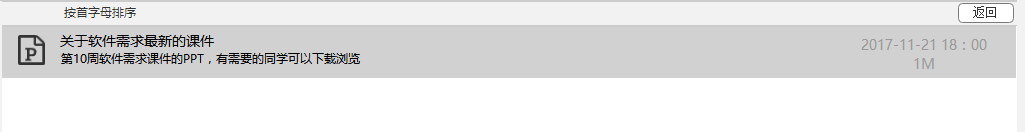 按首字母排序
返回
关于软件需求最新的课件
第10周软件需求课件的PPT，有需要的同学可以下载浏览
2017-11-21 18：00
1M